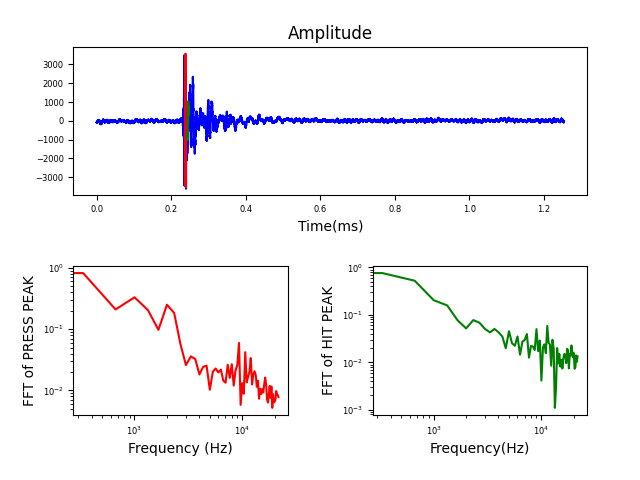 Amplitude
3000
2000
1000
0
−1000
−2000
−3000
0.0 0.2 0.4 0.6 0.8 1.0 1.2
Time(ms)
FFT of PRESS PEAK
10⁰
10⁻¹
10⁻²
10³ 10⁴
Frequency (Hz)
FFT of HIT PEAK
10⁰
10⁻¹
10⁻²
10⁻³
10³ 10⁴
Frequency(Hz)